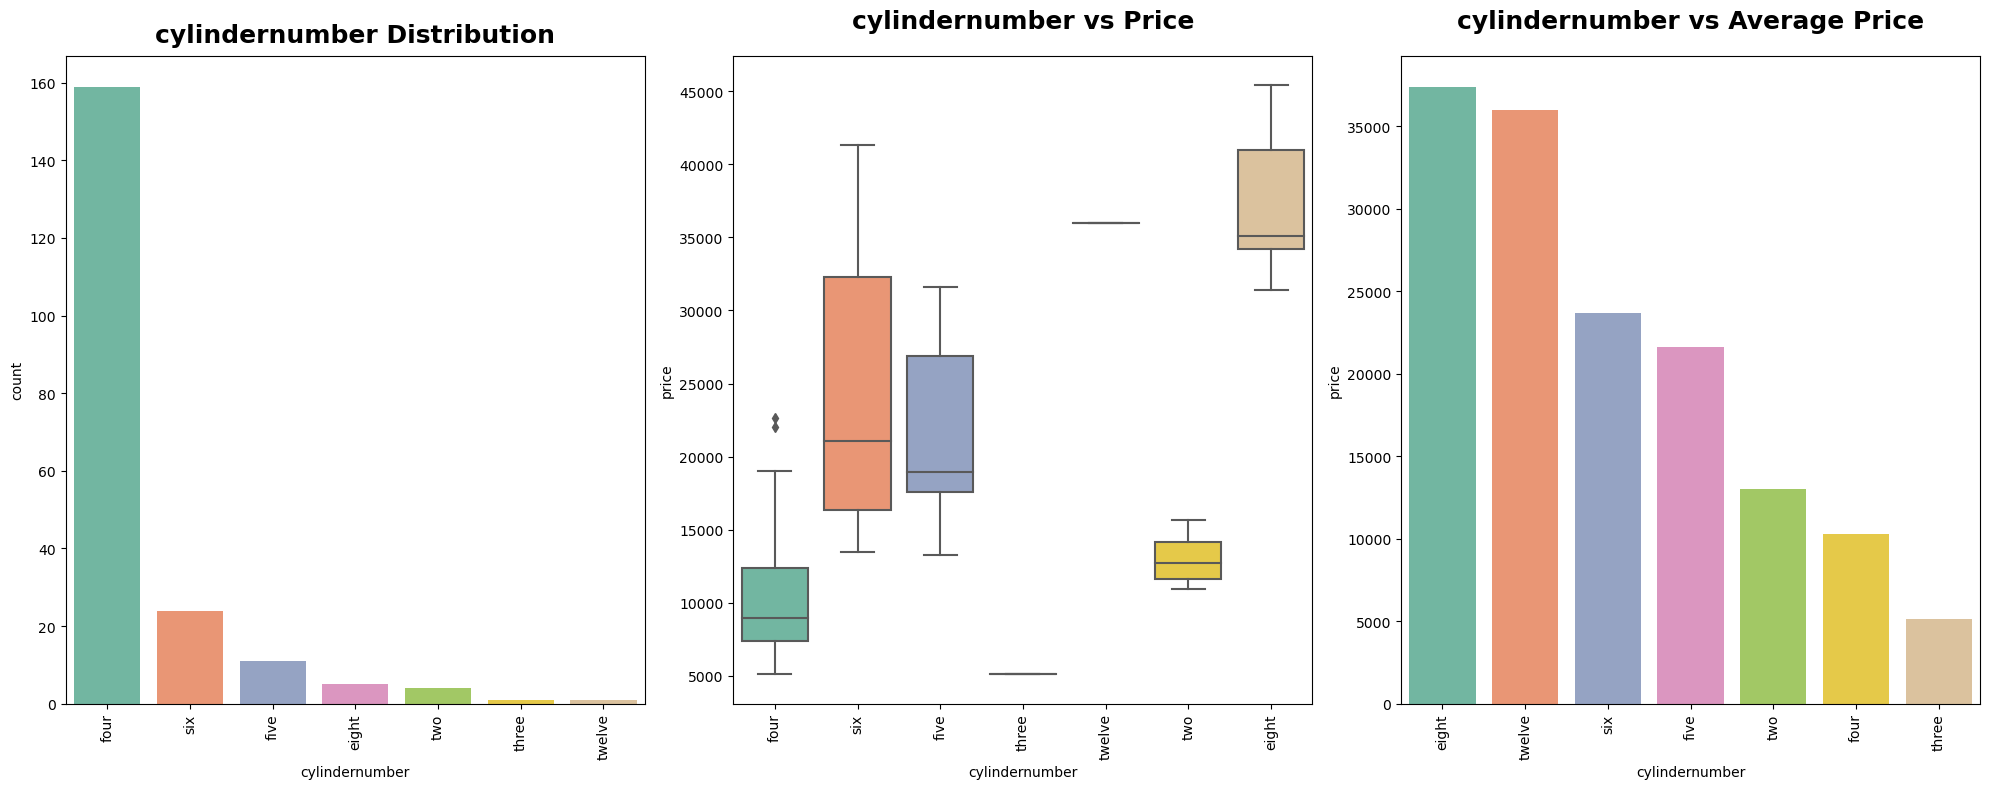 cylindernumber Distribution
160
140
120
100
80
60
40
20
0
count
four
six
five
eight
two
three
twelve
cylindernumber
cylindernumber vs Price
45000
40000
35000
30000
25000
20000
15000
10000
5000
price
four
six
five
three
twelve
two
eight
cylindernumber
cylindernumber vs Average Price
35000
30000
25000
20000
15000
10000
5000
0
price
eight
twelve
six
five
two
four
three
cylindernumber